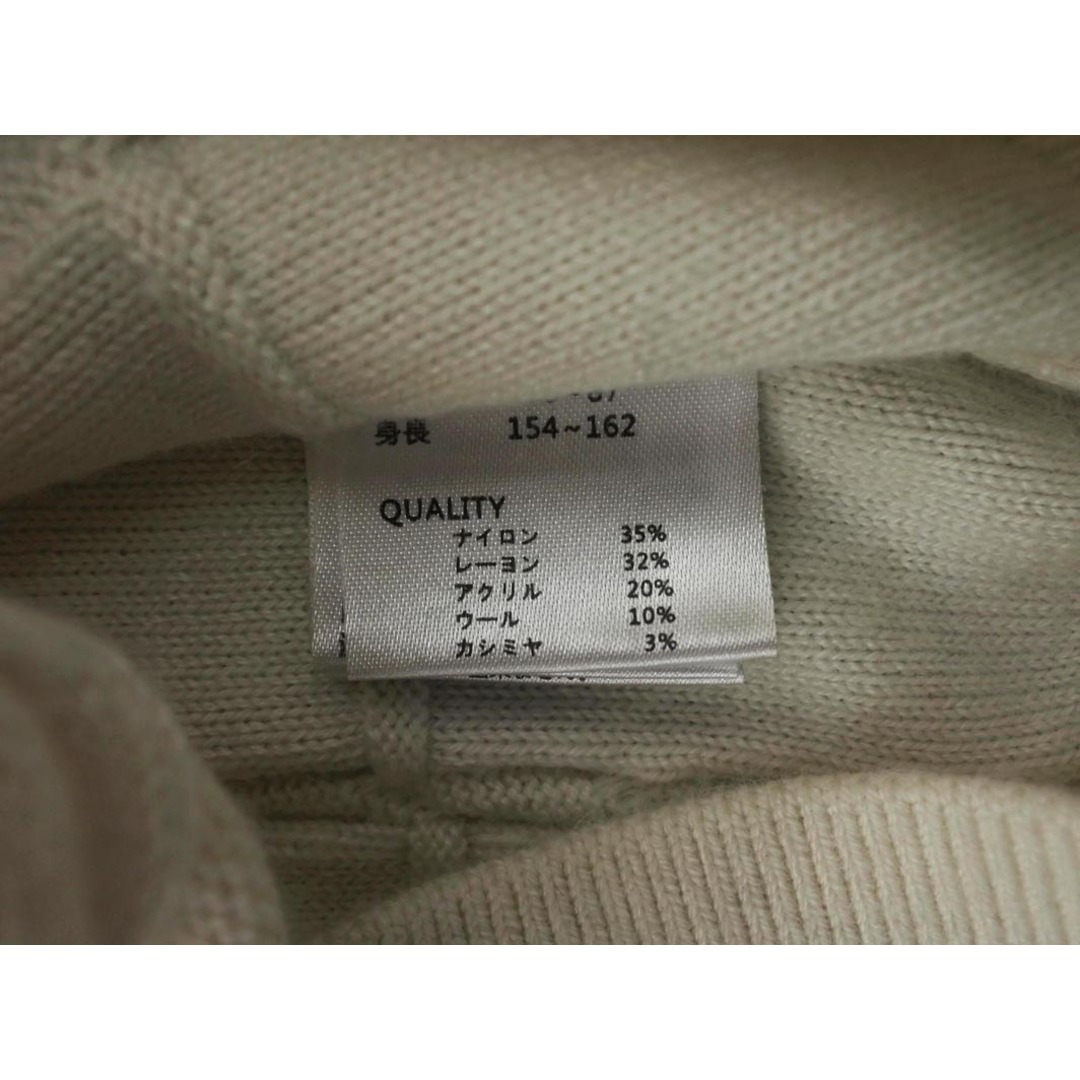 身長 154~162
QUALITY
ナイロン 35%
レーヨン 32%
アクリル 20%
ウール 10%
カシミヤ 3%